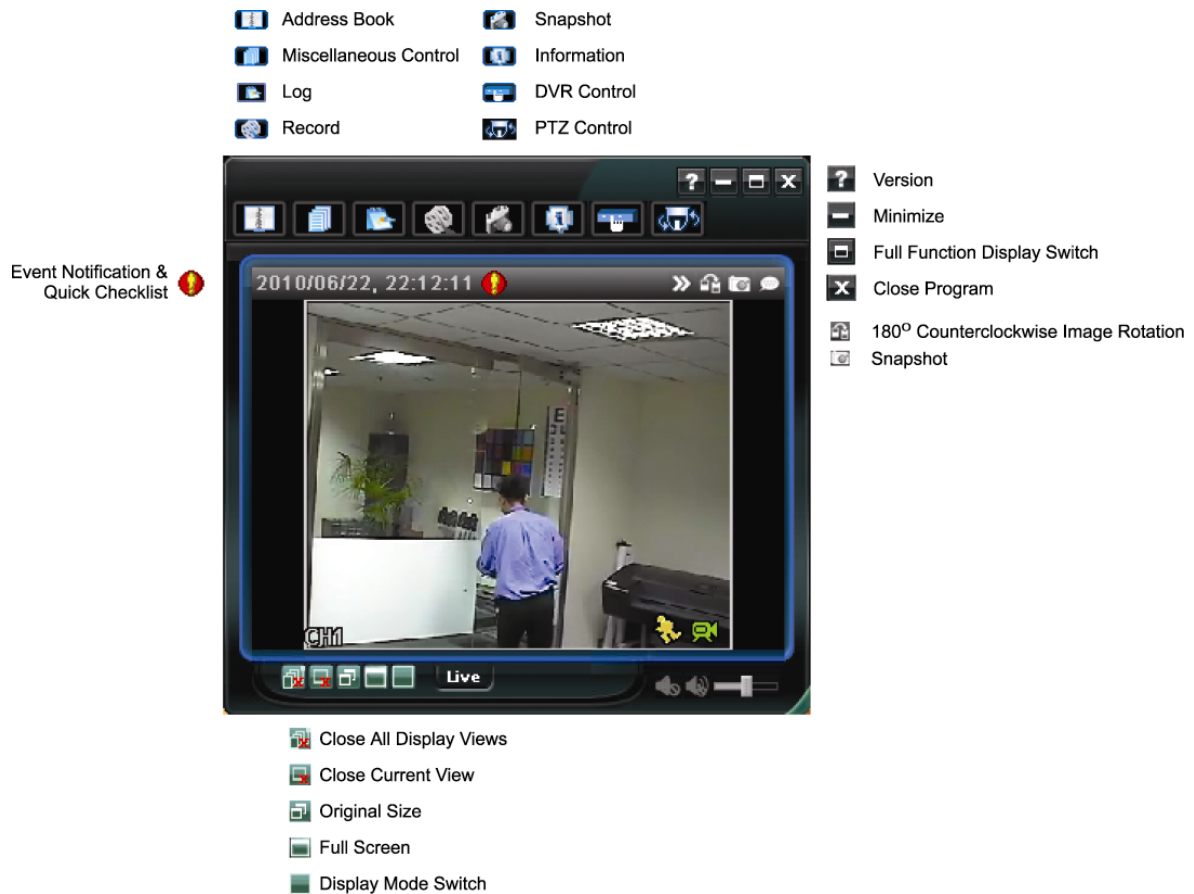 Address Book
Snapshot
Miscellaneous Control
Information
Log
DVR Control
Record
PTZ Control
?
X
? Version
Minimize
Full Function Display Switch
X Close Program
Event Notification &
Quick Checklist
2010/06/22, 22:12:11
180° Counterclockwise Image Rotation
Snapshot
E
CH1
Live
Close All Display Views
Close Current View
Original Size
Full Screen
Display Mode Switch